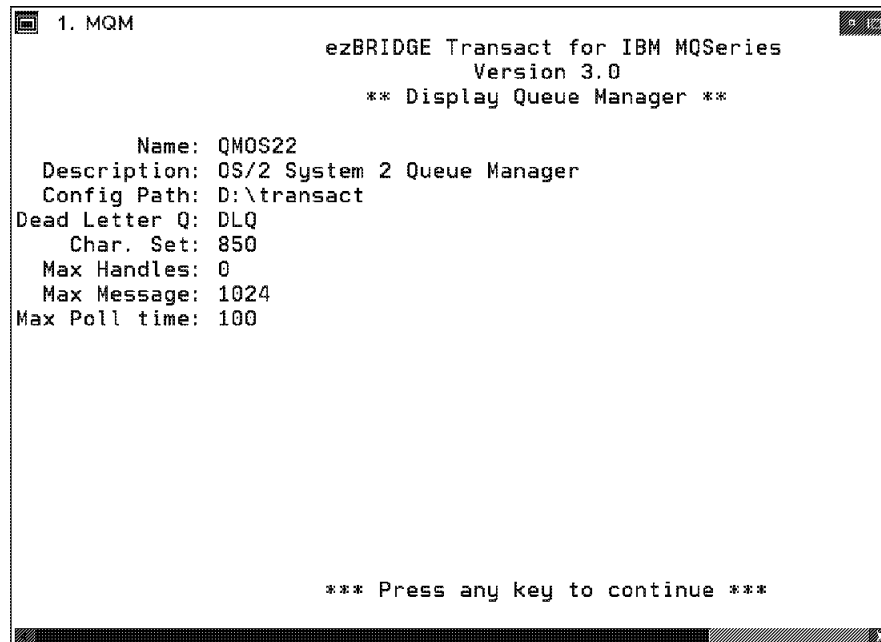 1. MQM
ezBRIDGE Transact for IBM MQSeries
Version 3.0
** Display Queue Manager **
Name: QMOS22
Description: OS/2 System 2 Queue Manager
Config Path: D:\transact
Dead Letter Q: DLQ
Char. Set: 850
Max Handles: 0
Max Message: 1024
Max Poll time: 100
*** Press any key to continue ***